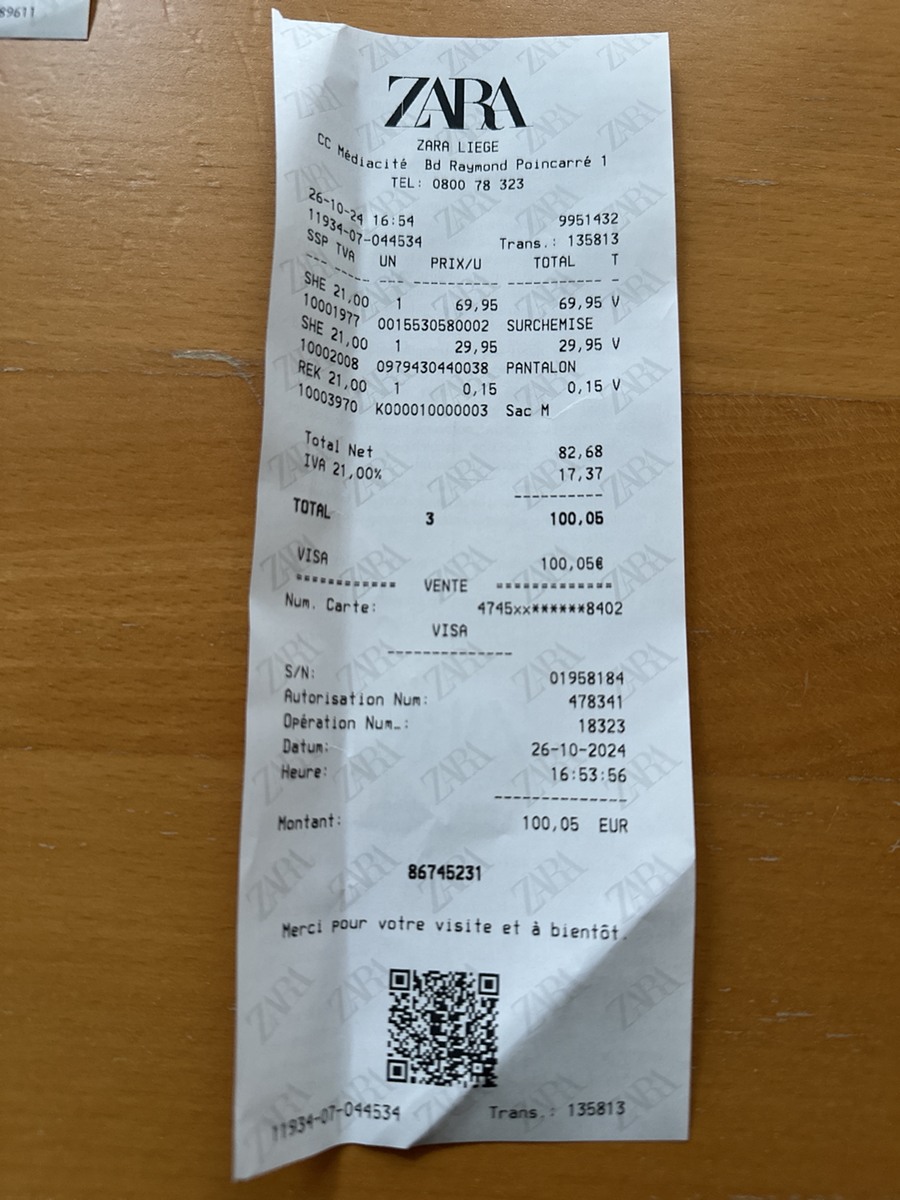 89611
ZARA
ZARA LIEGE
CC Médiacité Bd Raymond Poincarré 1
TEL: 0800 78 323
26-10-24 16:54 9951432
11934-07-044534 Trans.: 135813
SSP TVA UN PRIX/U TOTAL T
SHE 21,00 1 69,95 69,95 V
10001977 0015530580002 SURCHEMISE
SHE 21,00 1 29,95 29,95 V
10002008 0979430440038 PANTALON
REK 21,00 1 0,15 0,15 V
10003970 K000010000003 Sac M
Total Net 82,68
IVA 21,00% 17,37
TOTAL 3 100,05
VISA 100,05€
============ VENTE ============
Num. Carte: 4745xx******8402
VISA
S/N: 01958184
Autorisation Num: 478341
Opération Num.: 18323
Datum: 26-10-2024
Heure: 16:53:56
Montant: 100,05 EUR
86745231
Merci pour votre visite et à bientôt.
11934-07-044534 Trans.: 135813